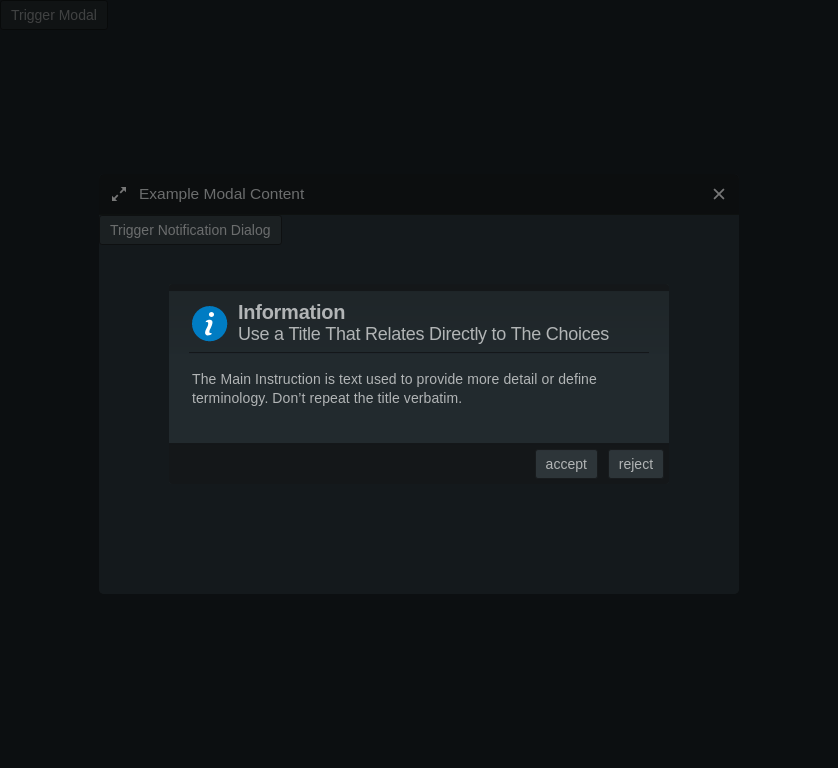 Trigger Modal
Example Modal Content
Trigger Notification Dialog
Information
Use a Title That Relates Directly to The Choices
The Main Instruction is text used to provide more detail or define
terminology. Don't repeat the title verbatim.
accept reject